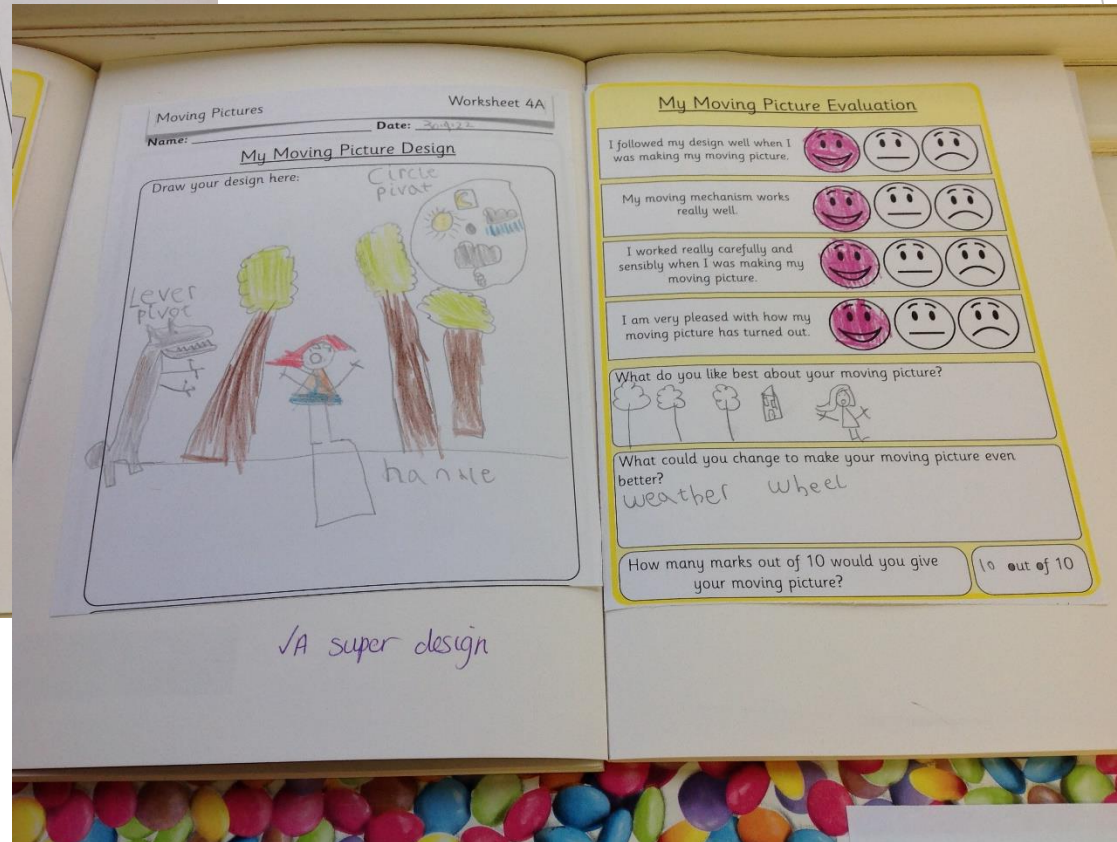 Moving Pictures
Worksheet 4A
Name:
Date:
My Moving Picture Design
Draw your design here:
Circle
pivot
Lever
pivot
handle
√A super design
My Moving Picture Evaluation
I followed my design well when I
was making my moving picture.
My moving mechanism works
really well.
I worked really carefully and
sensibly when I was making my
moving picture.
I am very pleased with how my
moving picture has turned out.
What do you like best about your moving picture?
What could you change to make your moving picture even
better?
weather wheel
How many marks out of 10 would you give
your moving picture?
10 out of 10